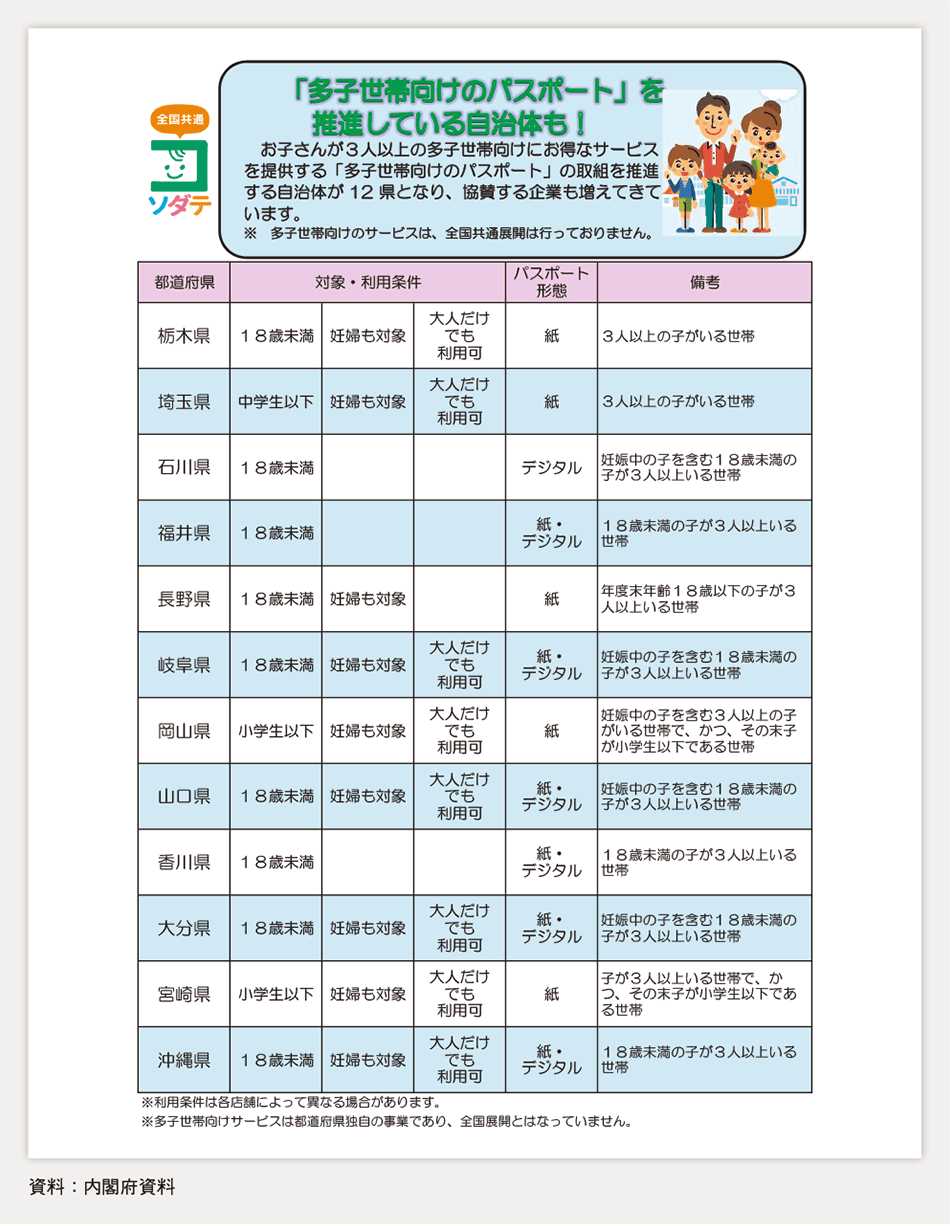 全国共通
コ
ソダテ
「多子世帯向けのパスポート」を
推進している自治体も！
お子さんが３人以上の多子世帯向けにお得なサービス
を提供する「多子世帯向けのパスポート」の取組を推進
する自治体が 12 県となり、協賛する企業も増えてきて
います。
※　多子世帯向けのサービスは、全国共通展開は行っておりません。
都道府県 対象・利用条件 パスポート
形態 備考
栃木県 １８歳未満 妊婦も対象 大人だけ
でも
利用可 紙 ３人以上の子がいる世帯
埼玉県 中学生以下 妊婦も対象 大人だけ
でも
利用可 紙 ３人以上の子がいる世帯
石川県 １８歳未満 デジタル 妊娠中の子を含む１８歳未満の
子が３人以上いる世帯
福井県 １８歳未満 紙・
デジタル １８歳未満の子が３人以上いる
世帯
長野県 １８歳未満 妊婦も対象 紙 年度末年齢１８歳以下の子が３
人以上いる世帯
岐阜県 １８歳未満 妊婦も対象 大人だけ
でも
利用可 紙・
デジタル 妊娠中の子を含む１８歳未満の
子が３人以上いる世帯
岡山県 小学生以下 妊婦も対象 大人だけ
でも
利用可 紙 妊娠中の子を含む３人以上の子
がいる世帯で、かつ、その末子
が小学生以下である世帯
山口県 １８歳未満 妊婦も対象 大人だけ
でも
利用可 紙・
デジタル 妊娠中の子を含む１８歳未満の
子が３人以上いる世帯
香川県 １８歳未満 紙・
デジタル １８歳未満の子が３人以上いる
世帯
大分県 １８歳未満 妊婦も対象 大人だけ
でも
利用可 紙・
デジタル 妊娠中の子を含む１８歳未満の
子が３人以上いる世帯
宮崎県 小学生以下 妊婦も対象 大人だけ
でも
利用可 紙 子が３人以上いる世帯で、か
つ、その末子が小学生以下であ
る世帯
沖縄県 １８歳未満 妊婦も対象 大人だけ
でも
利用可 紙・
デジタル １８歳未満の子が３人以上いる
世帯
※利用条件は各店舗によって異なる場合があります。
※多子世帯向けサービスは都道府県独自の事業であり、全国展開とはなっていません。
資料：内閣府資料